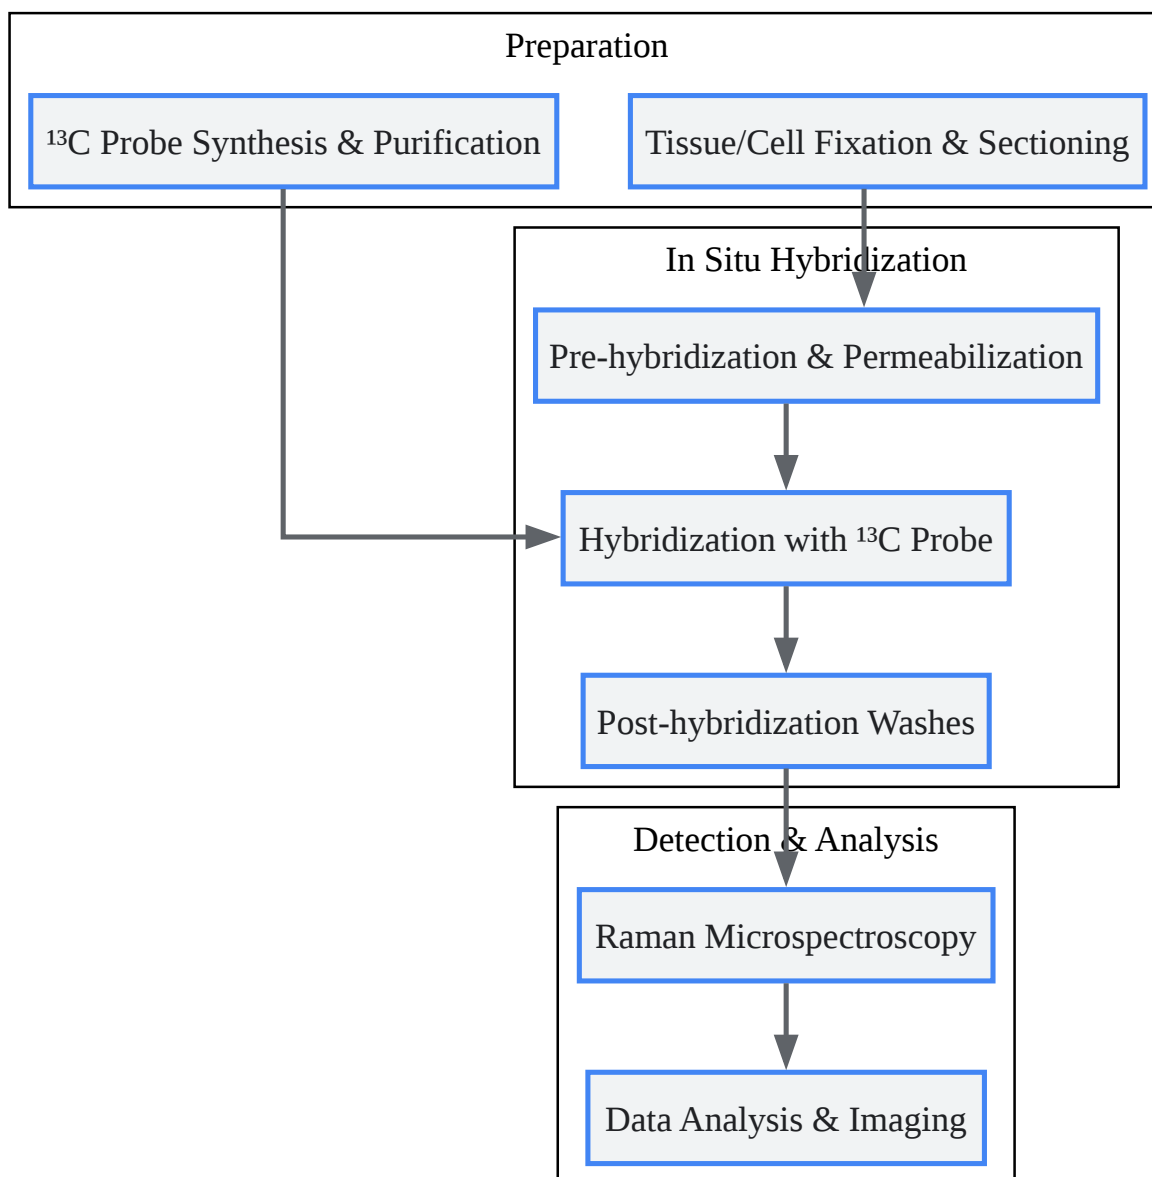 Preparation
¹³C Probe Synthesis & Purification
Tissue/Cell Fixation & Sectioning
In Situ Hybridization
Pre-hybridization & Permeabilization
Hybridization with ¹³C Probe
Post-hybridization Washes
Detection & Analysis
Raman Microspectroscopy
Data Analysis & Imaging